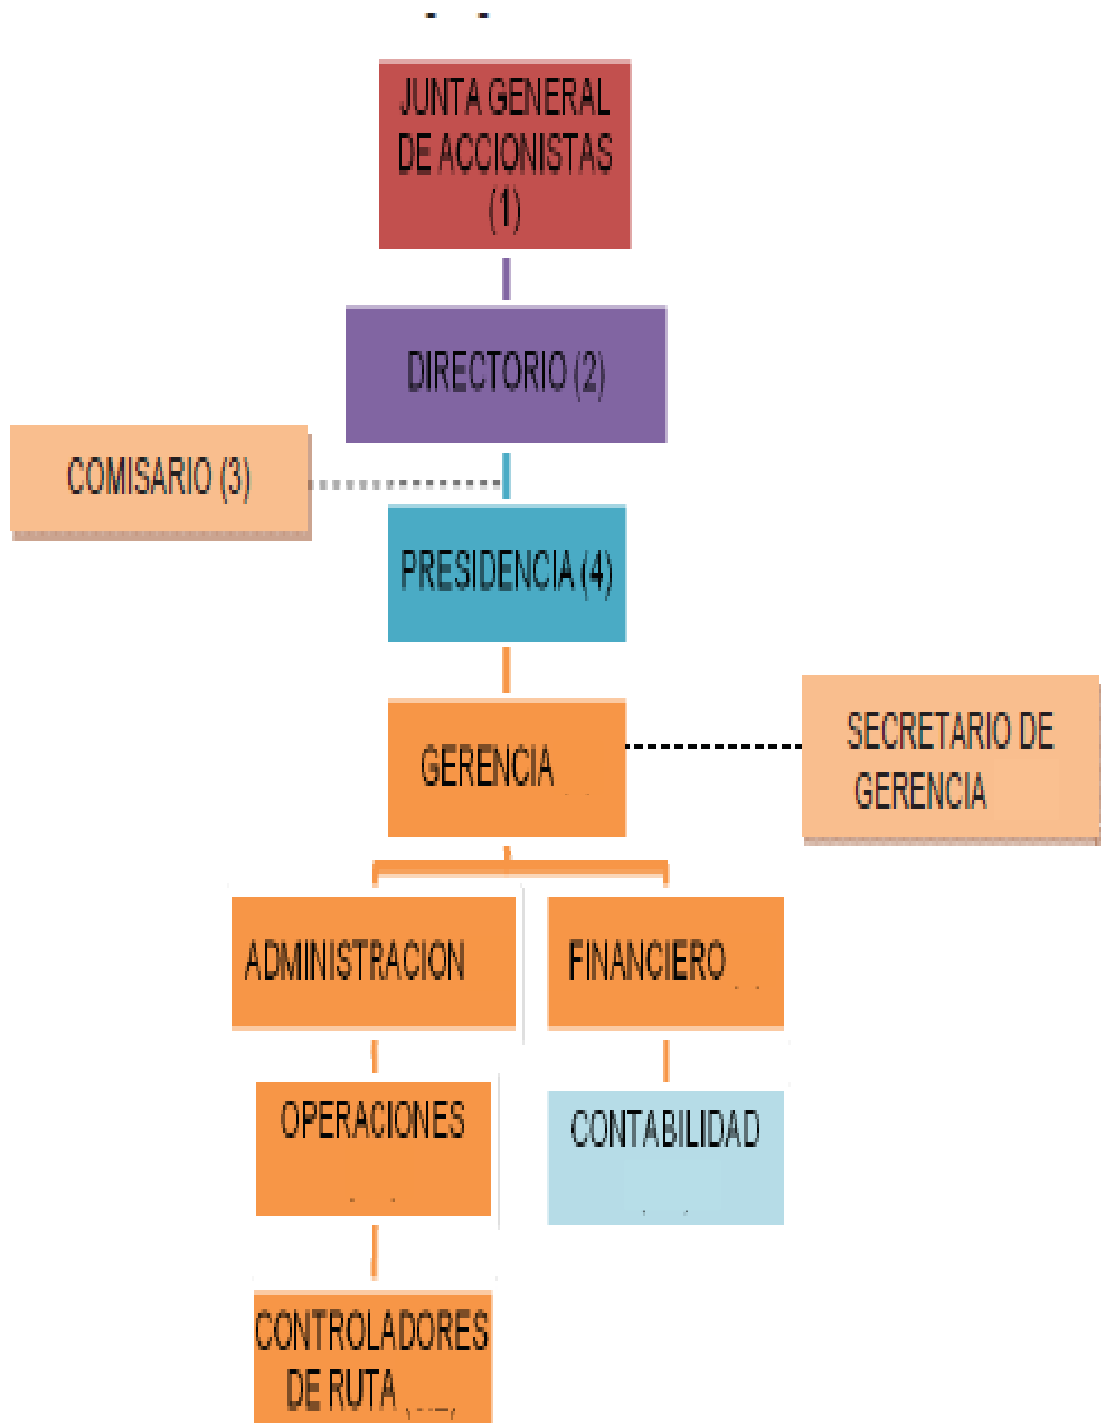 JUNTA GENERAL
DE ACCIONISTAS
(1)
DIRECTORIO (2)
COMISARIO (3)
PRESIDENCIA (4)
GERENCIA
SECRETARIO DE
GERENCIA
ADMINISTRACION
FINANCIERO
OPERACIONES
CONTABILIDAD
CONTROLADORES
DE RUTA